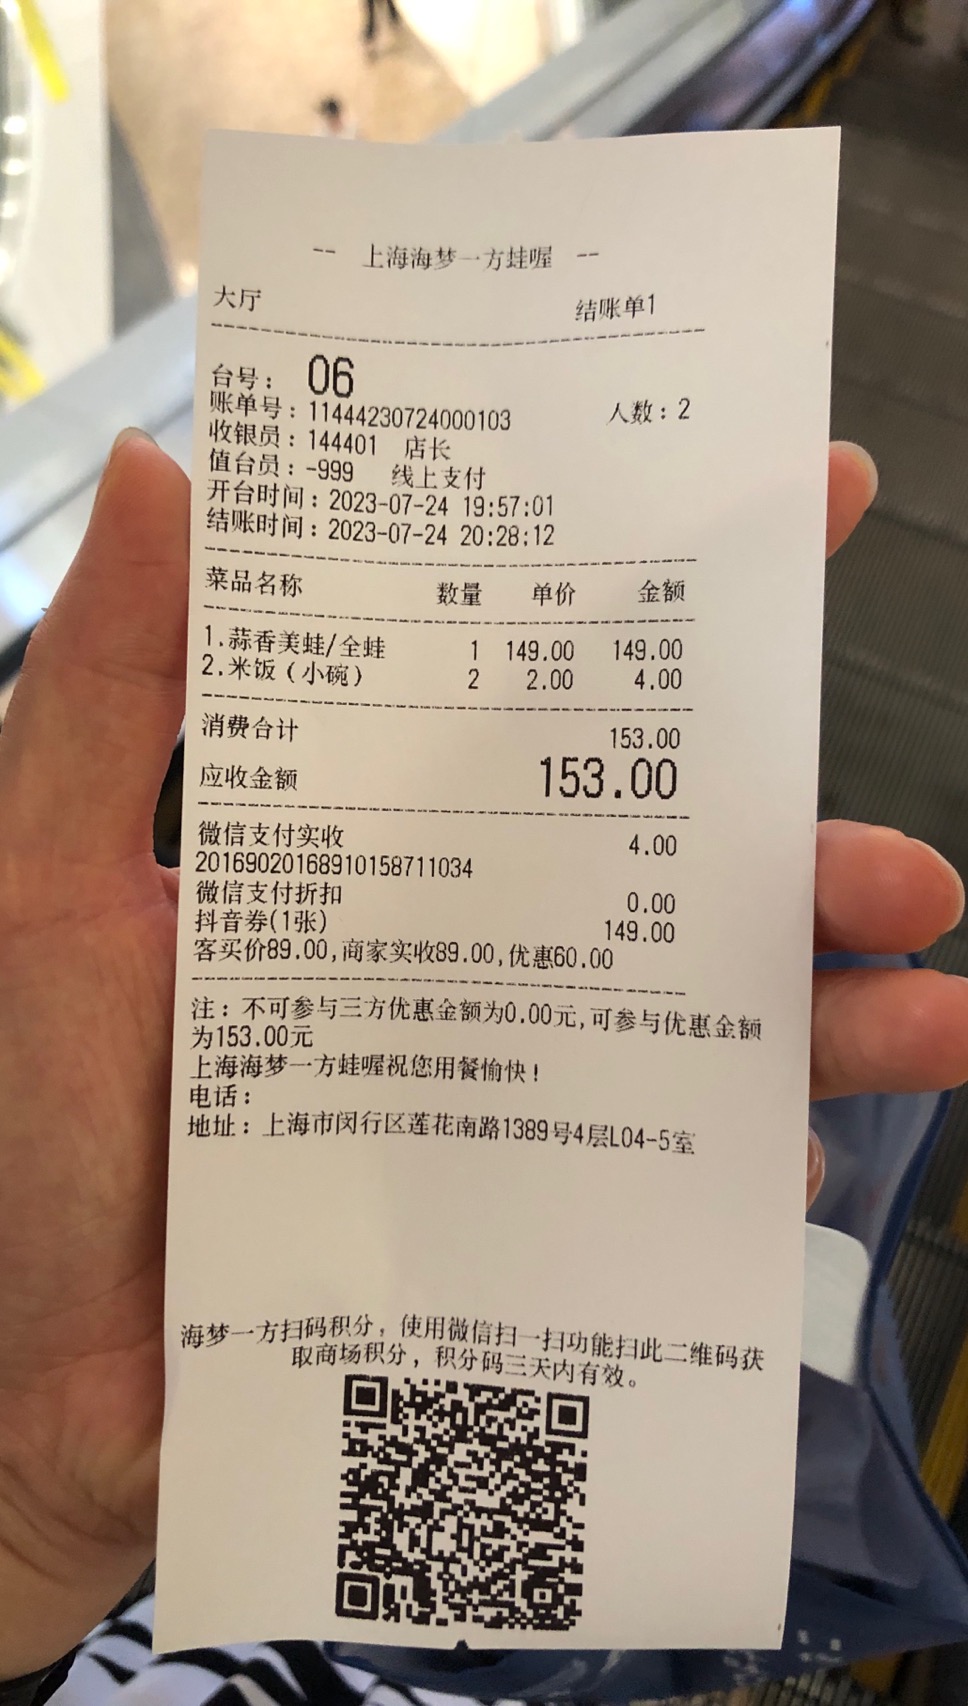 -- 上海海梦一方蛙喔 --
大厅 结账单1
台号: 06
账单号:11444230724000103 人数:2
收银员:144401 店长
值台员:-999 线上支付
开台时间:2023-07-24 19:57:01
结账时间:2023-07-24 20:28:12
菜品名称 数量 单价 金额
1.蒜香美蛙/全蛙 1 149.00 149.00
2.米饭(小碗) 2 2.00 4.00
消费合计 153.00
应收金额 153.00
微信支付实收 4.00
20169020168910158711034
微信支付折扣 0.00
抖音券(1张) 149.00
客买价89.00,商家实收89.00,优惠60.00
注: 不可参与三方优惠金额为0.00元,可参与优惠金额
为153.00元
上海海梦一方蛙喔祝您用餐愉快!
电话:
地址: 上海市闵行区莲花南路1389号4层L04-5室
海梦一方扫码积分, 使用微信扫一扫功能扫此二维码获
取商场积分, 积分码三天内有效。